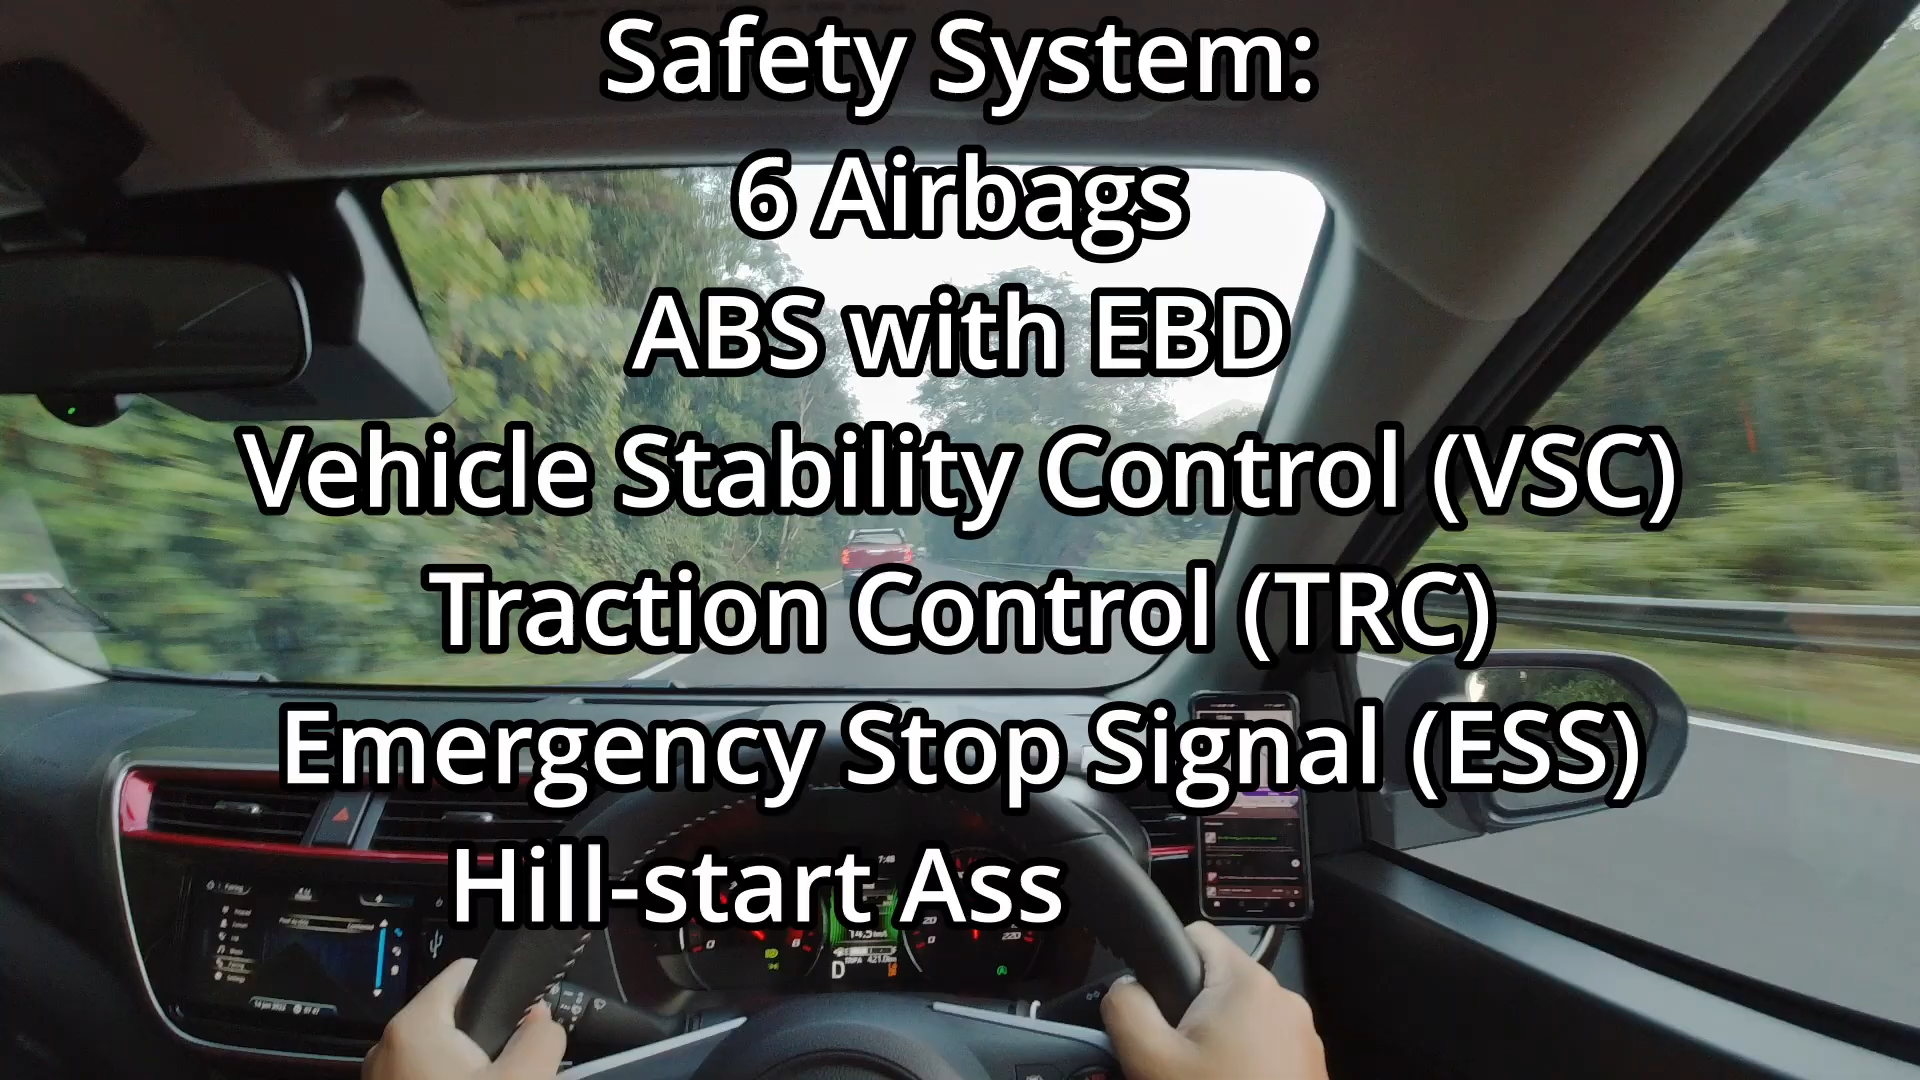 Safety System:
6 Airbags
ABS with EBD
Vehicle Stability Control (VSC)
Traction Control (TRC)
Emergency Stop Signal (ESS)
Hill-start Ass
D
220